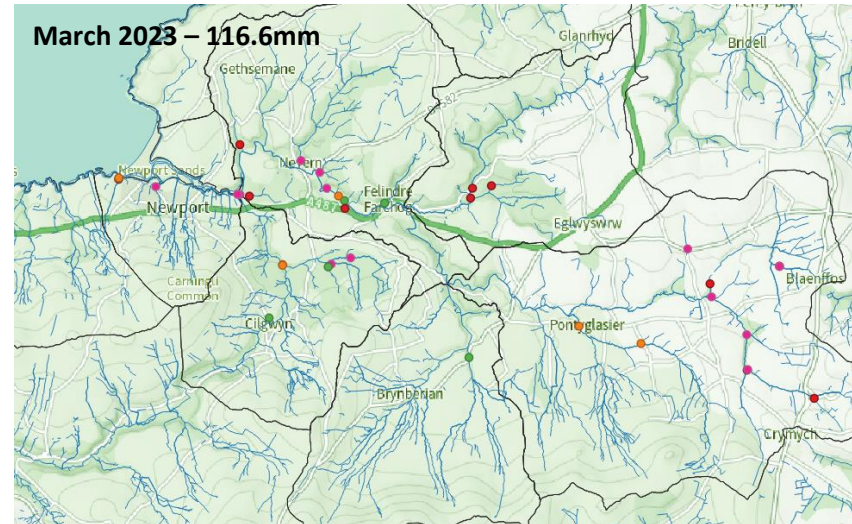 March 2023 – 116.6mm
Glanrhyd
Bridell
Gethsemane
Nevern
Newport Sands
Newport
Felindre
Farchog
A487
Eglwyswrw
Carningli
Common
Blaenffos
Cilgwyn
Pontyglasier
Brynberian
Crymych